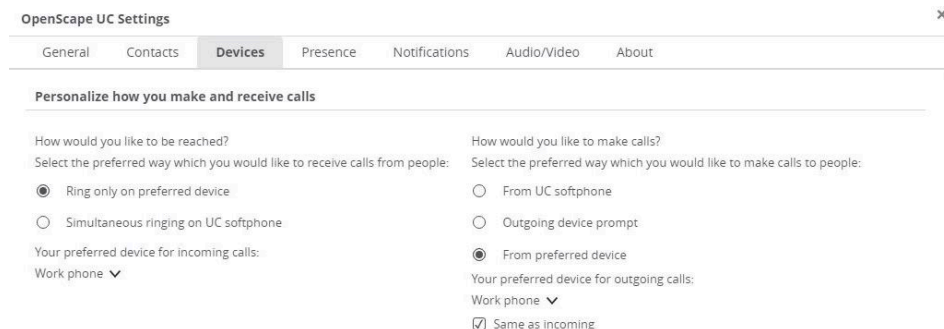 OpenScape UC Settings
General Contacts Devices Presence Notifications Audio/Video About
Personalize how you make and receive calls
How would you like to be reached?
Select the preferred way which you would like to receive calls from people:
Ring only on preferred device
Simultaneous ringing on UC softphone
Your preferred device for incoming calls:
Work phone
How would you like to make calls?
Select the preferred way which you would like to make calls to people:
From UC softphone
Outgoing device prompt
From preferred device
Your preferred device for outgoing calls:
Work phone
Same as incoming